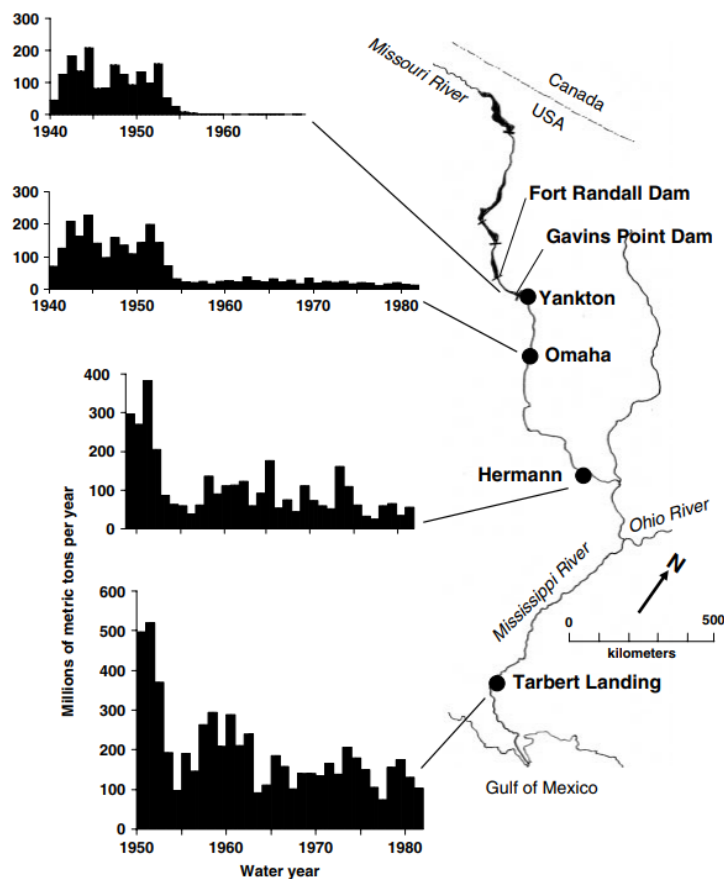 300
200
100
0
1940
1950
1960
300
200
100
0
1940
1950
1960
1970
1980
400
300
200
100
0
600
500
400
300
200
100
0
1950
1960
1970
1980
Millions of metric tons per year
Water year
Missouri River
Canada
USA
Fort Randall Dam
Gavins Point Dam
Yankton
Omaha
Hermann
Ohio River
Mississippi River
N
0
500
kilometers
Tarbert Landing
Gulf of Mexico